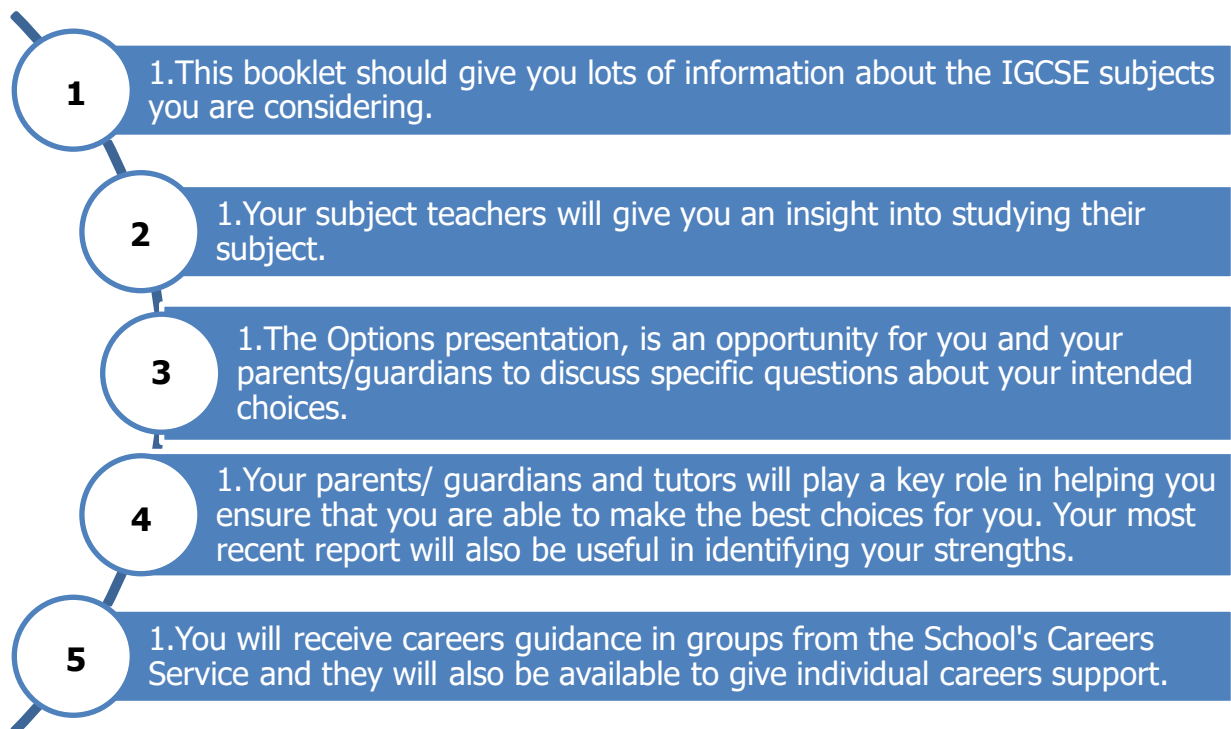 1
1.This booklet should give you lots of information about the IGCSE subjects
you are considering.
2
1.Your subject teachers will give you an insight into studying their
subject.
3
1.The Options presentation, is an opportunity for you and your
parents/guardians to discuss specific questions about your intended
choices.
4
1.Your parents/ guardians and tutors will play a key role in helping you
ensure that you are able to make the best choices for you. Your most
recent report will also be useful in identifying your strengths.
5
1.You will receive careers guidance in groups from the School's Careers
Service and they will also be available to give individual careers support.